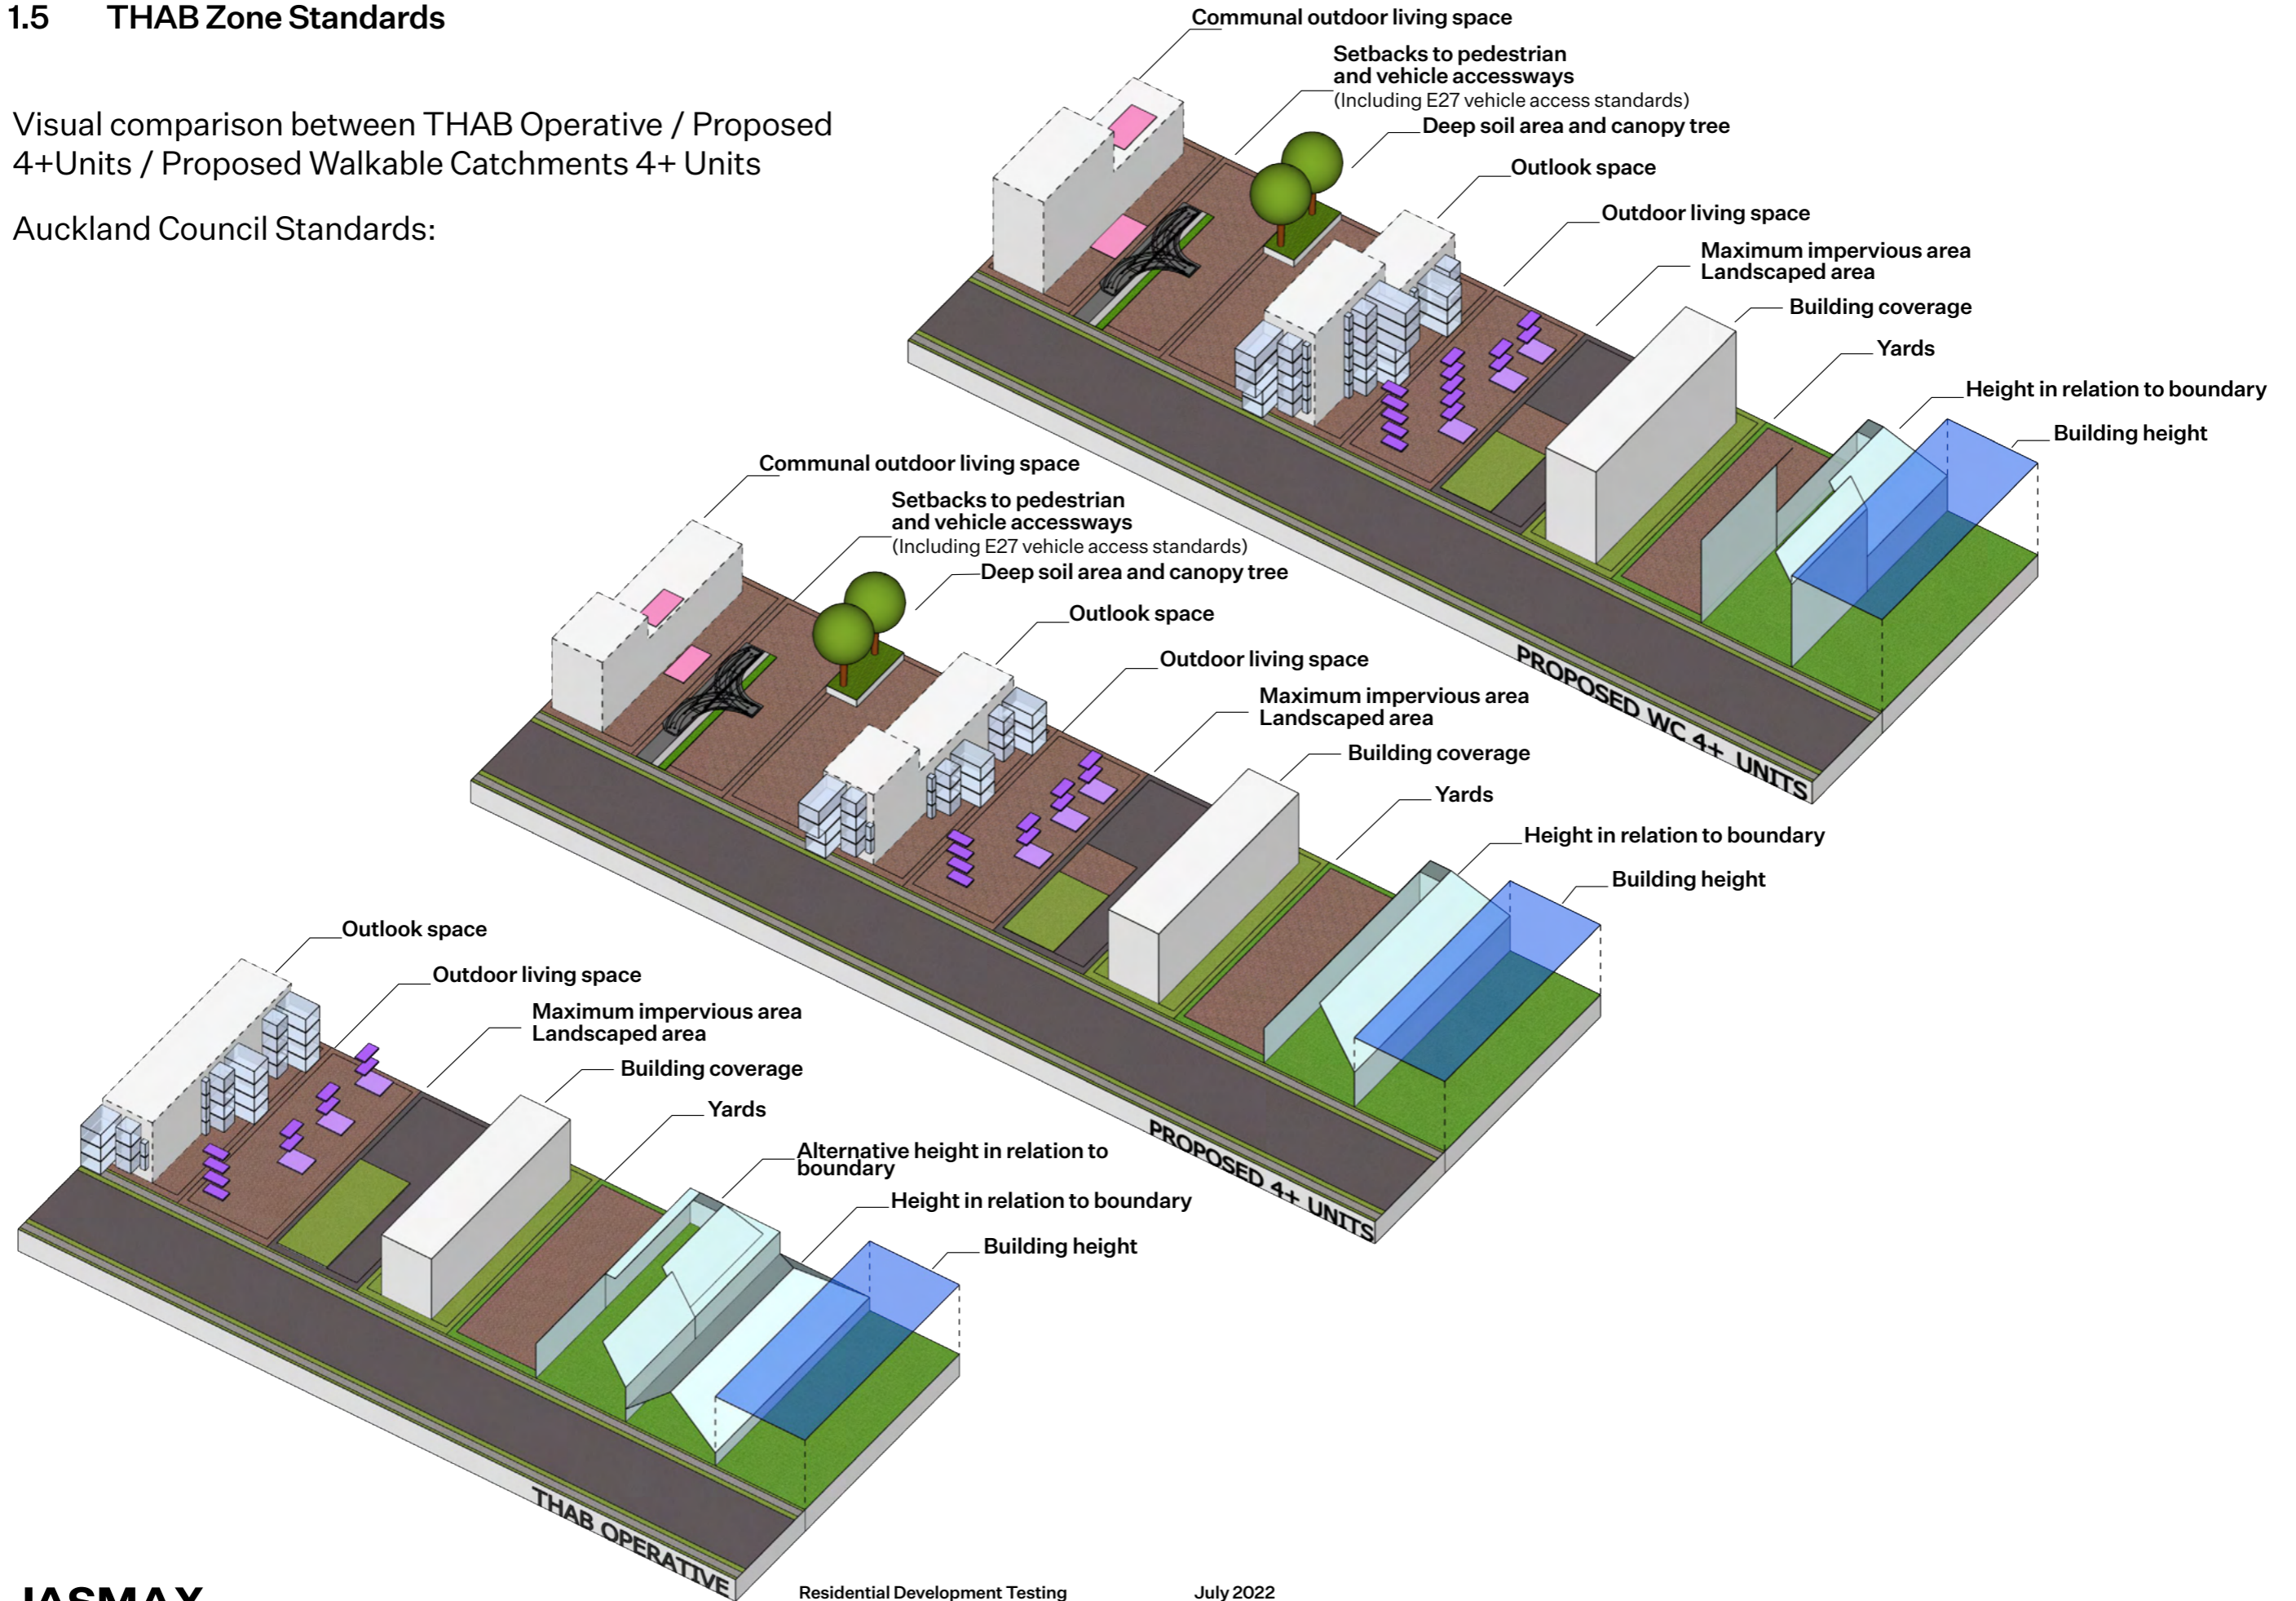 1.5 THAB Zone Standards
Visual comparison between THAB Operative / Proposed
4+Units / Proposed Walkable Catchments 4+ Units
Auckland Council Standards:
Communal outdoor living space
Setbacks to pedestrian
and vehicle accessways
(Including E27 vehicle access standards)
Deep soil area and canopy tree
Outlook space
Outdoor living space
Maximum impervious area
Landscaped area
Building coverage
Yards
Height in relation to boundary
Building height
PROPOSED WC 4+ UNITS
Communal outdoor living space
Setbacks to pedestrian
and vehicle accessways
(Including E27 vehicle access standards)
Deep soil area and canopy tree
Outlook space
Outdoor living space
Maximum impervious area
Landscaped area
Building coverage
Yards
Height in relation to boundary
Building height
PROPOSED 4+ UNITS
Outlook space
Outdoor living space
Maximum impervious area
Landscaped area
Building coverage
Yards
Alternative height in relation to
boundary
Height in relation to boundary
Building height
THAB OPERATIVE
JASMAX
Residential Development Testing
July 2022